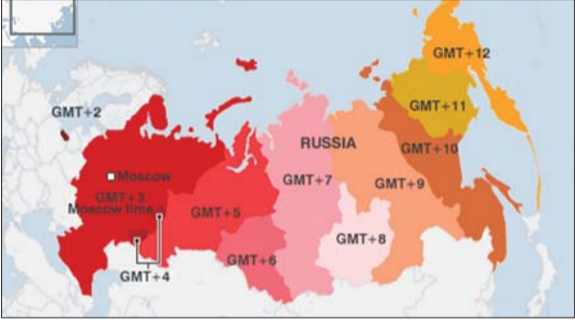 GMT+12
GMT+2
GMT+11
RUSSIA
GMT+10
Moscow
GMT+7
GMT+9
GMT+3
Moscow time
GMT+5
GMT+8
GMT+6
GMT+4